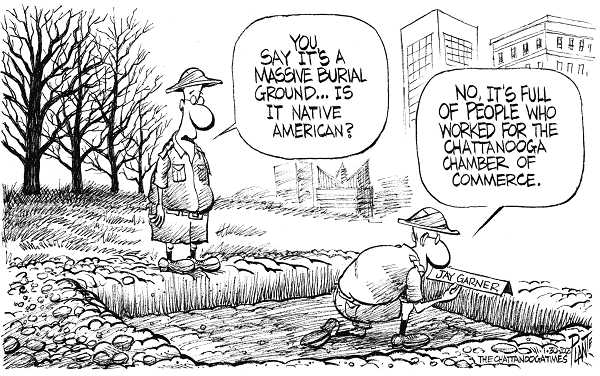 YOU
SAY IT'S A
MASSIVE BURIAL
GROUND... IS
IT NATIVE
AMERICAN?
NO, IT'S FULL
OF PEOPLE WHO
WORKED FOR THE
CHATTANOOGA
CHAMBER OF
COMMERCE.
JAY GARNER
PLANTE
THE CHATTANOOGA TIMES